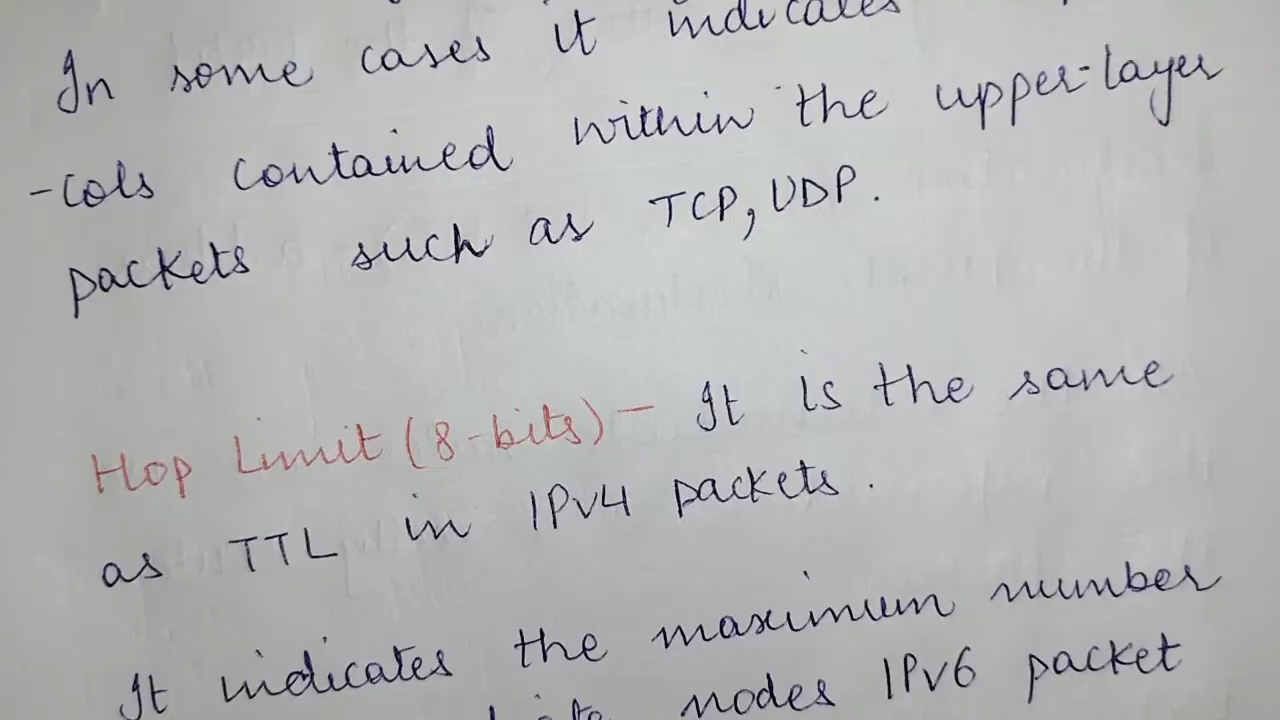 In some cases it indicates
-cols contained within the upper-layer
packets such as TCP, UDP.
Hop Limit (8-bits) - It is the same
as TTL in IPv4 packets.
It indicates the maximum number
nodes IPv6 packet